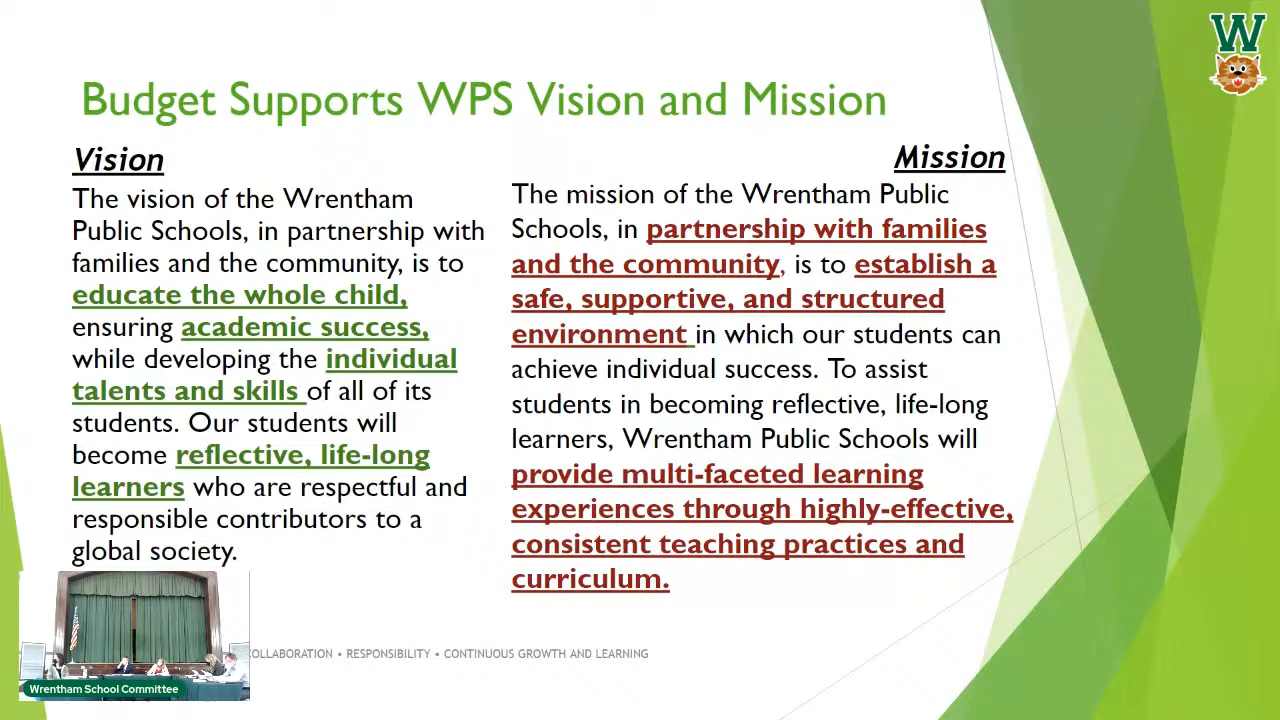 W
Budget Supports WPS Vision and Mission
Vision
The vision of the Wrentham
Public Schools, in partnership with
families and the community, is to
educate the whole child,
ensuring academic success,
while developing the individual
talents and skills of all of its
students. Our students will
become reflective, life-long
learners who are respectful and
responsible contributors to a
global society.
Mission
The mission of the Wrentham Public
Schools, in partnership with families
and the community, is to establish a
safe, supportive, and structured
environment in which our students can
achieve individual success. To assist
students in becoming reflective, life-long
learners, Wrentham Public Schools will
provide multi-faceted learning
experiences through highly-effective,
consistent teaching practices and
curriculum.
OLLABORATION • RESPONSIBILITY • CONTINUOUS GROWTH AND LEARNING
Wrentham School Committee